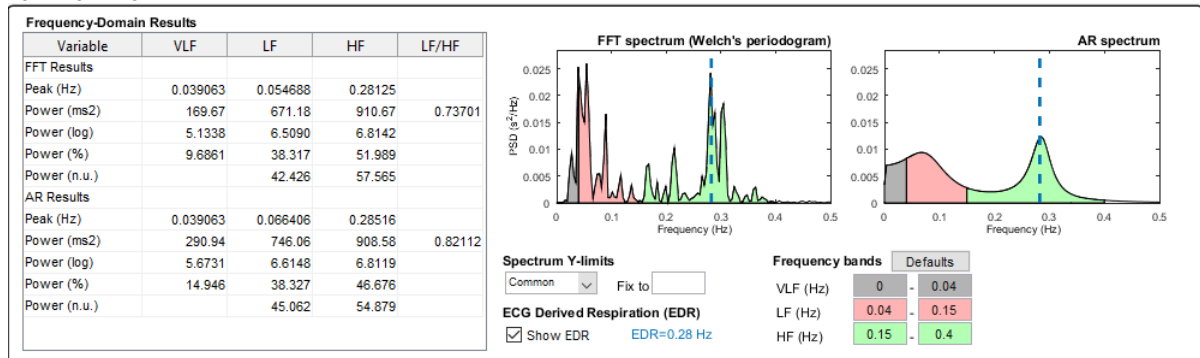 Frequency-Domain Results
Variable VLF LF HF LF/HF
FFT Results
Peak (Hz) 0.039063 0.054688 0.28125
Power (ms2) 169.67 671.18 910.67 0.73701
Power (log) 5.1338 6.5090 6.8142
Power (%) 9.6861 38.317 51.989
Power (n.u.) 42.426 57.565
AR Results
Peak (Hz) 0.039063 0.066406 0.28516
Power (ms2) 290.94 746.06 908.58 0.82112
Power (log) 5.6731 6.6148 6.8119
Power (%) 14.946 38.327 46.676
Power (n.u.) 45.062 54.879
FFT spectrum (Welch's periodogram)
PSD (s²/Hz)
0.025
0.02
0.015
0.01
0.005
0
0 0.1 0.2 0.3 0.4 0.5
Frequency (Hz)
AR spectrum
0.025
0.02
0.015
0.01
0.005
0
0 0.1 0.2 0.3 0.4 0.5
Frequency (Hz)
Spectrum Y-limits
Common Fix to
ECG Derived Respiration (EDR)
Show EDR EDR=0.28 Hz
Frequency bands Defaults
VLF (Hz) 0 - 0.04
LF (Hz) 0.04 - 0.15
HF (Hz) 0.15 - 0.4